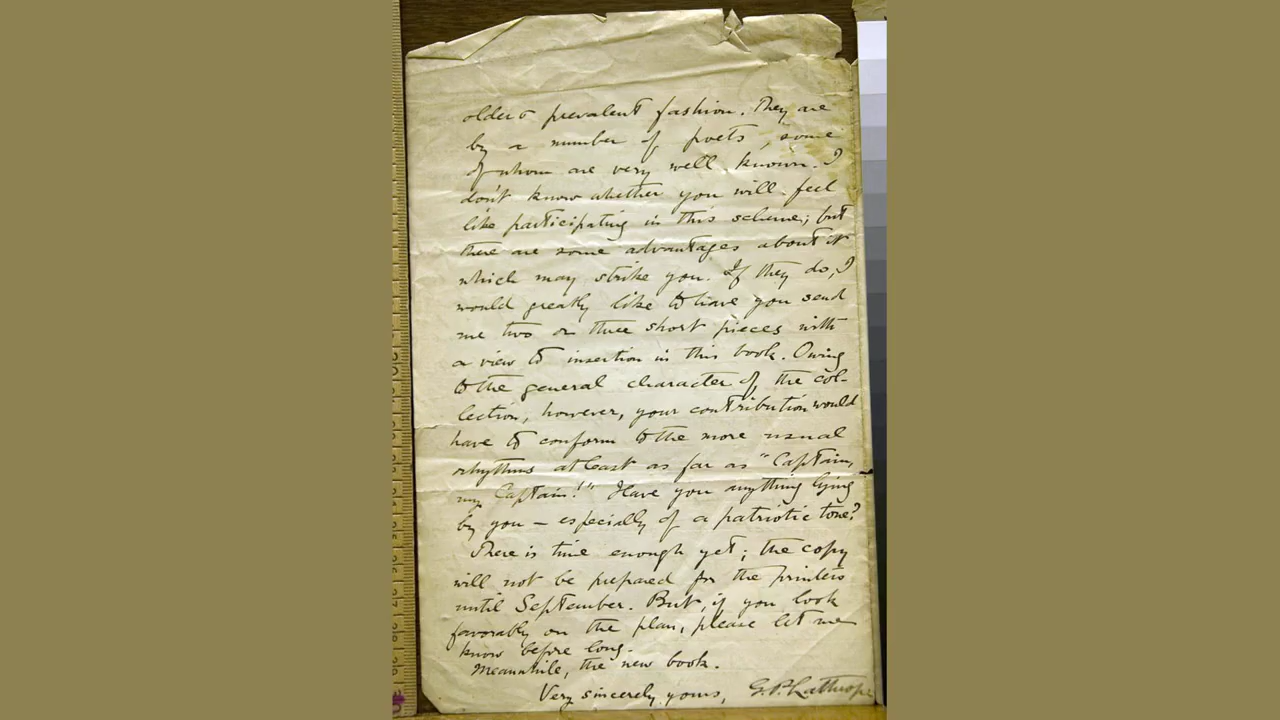 older & prevalent fashion. They are
by a number of poets, some
of whom are very well known. I
don't know whether you will feel
like participating in this scheme; but
there are some advantages about it
which may strike you. If they do, I
would greatly like to have you send
me two or three short pieces with
a view to insertion in this book. Owing
to the general character of the col-
lection, however, your contribution would
have to conform to the more usual
rhythms at least as far as "Captain,
my Captain!" Have you anything lying
by you — especially of a patriotic tone?
There is time enough yet; the copy
will not be prepared for the printers
until September. But, if you look
favorably on the plan, please let me
know before long.
Meanwhile, the new book.
Very sincerely yours, G. P. Lathrop